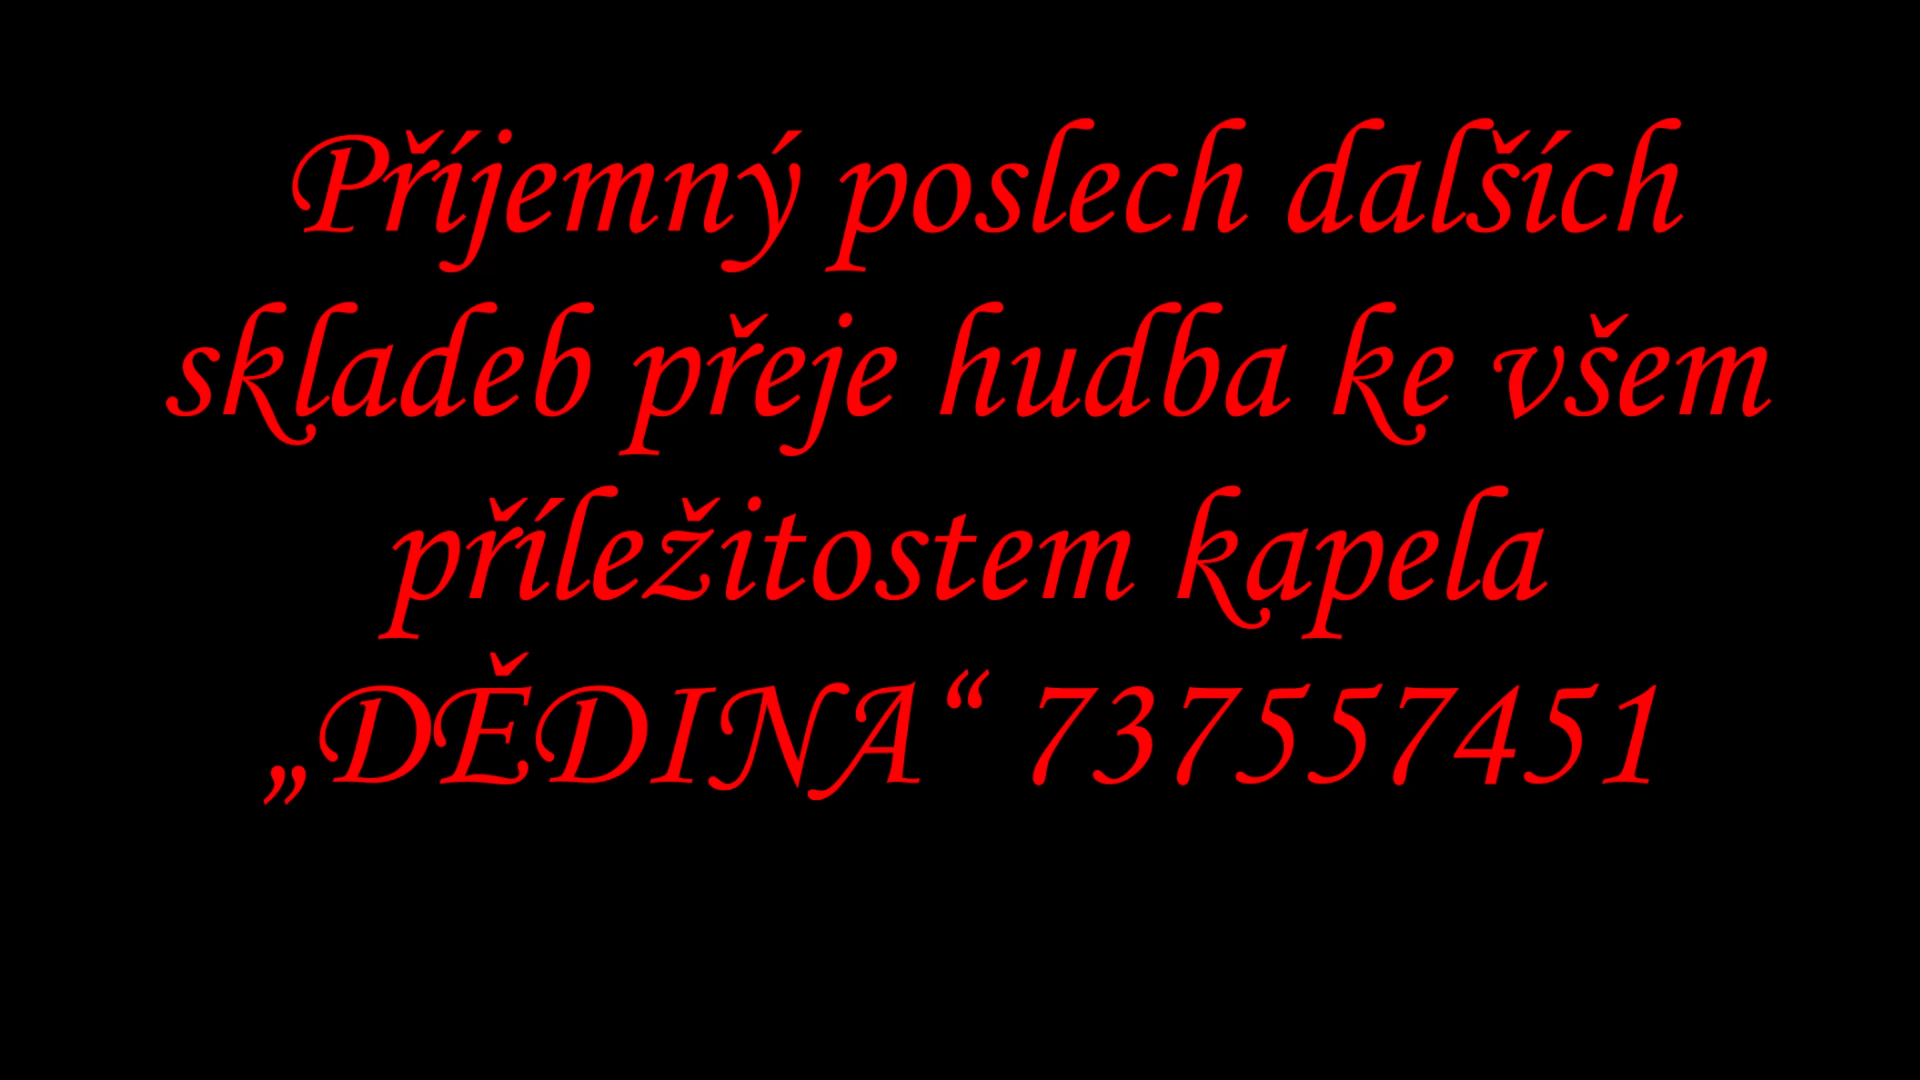 Příjemný poslech dalších
skladeb přeje hudba ke všem
příležitostem kapela
„DĚDINA“ 737557451